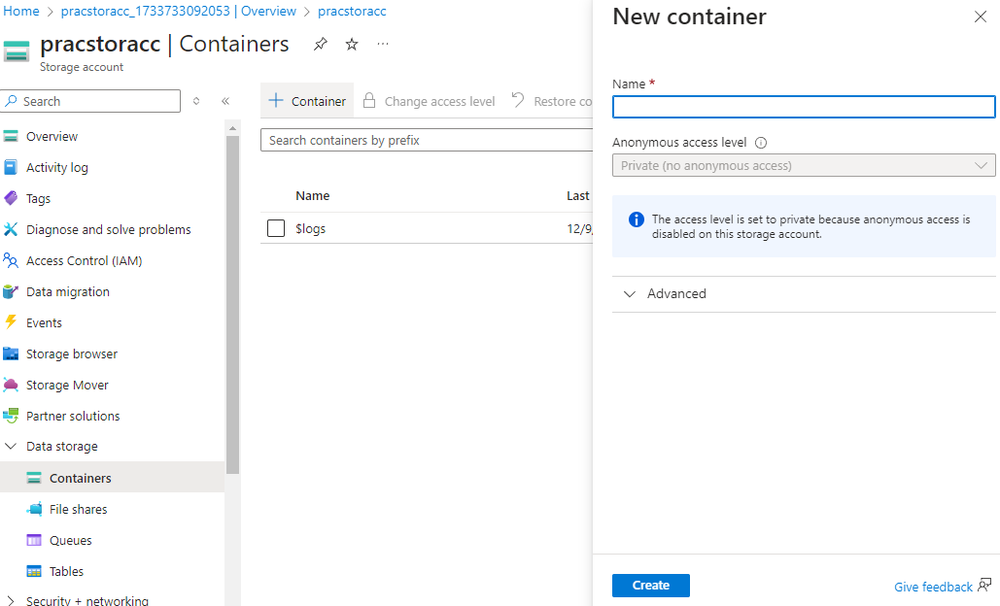 Home > pracstoracc_1733733092053 | Overview > pracstoracc
pracstoracc | Containers
Storage account
Search
Overview
Activity log
Tags
Diagnose and solve problems
Access Control (IAM)
Data migration
Events
Storage browser
Storage Mover
Partner solutions
Data storage
Containers
File shares
Queues
Tables
Security + networking
+ Container
Change access level
Restore co
Search containers by prefix
Name
Last
$logs
12/9/
New container
Name *
Anonymous access level
Private (no anonymous access)
The access level is set to private because anonymous access is
disabled on this storage account.
Advanced
Create
Give feedback